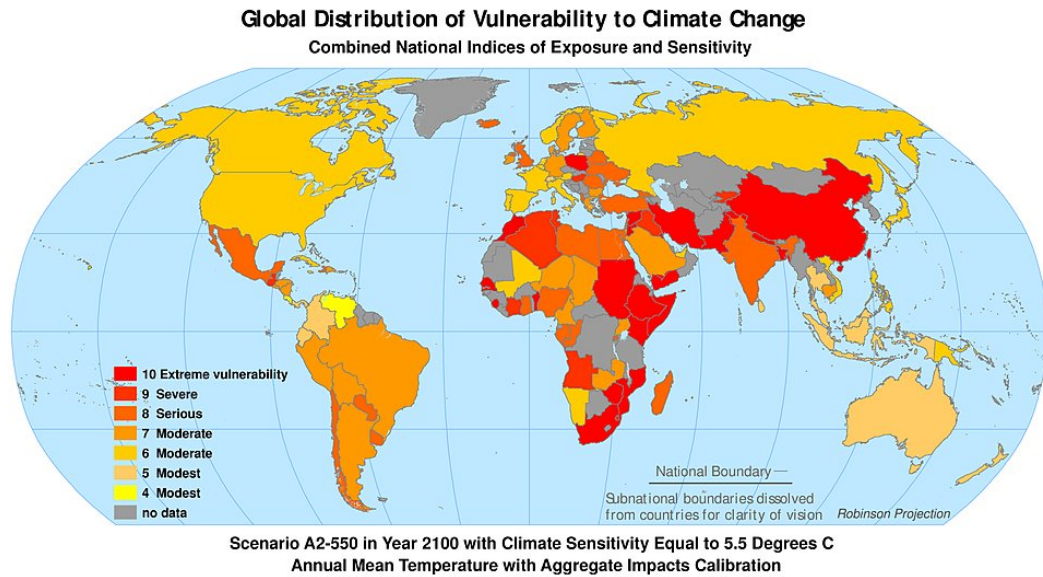 Global Distribution of Vulnerability to Climate Change
Combined National Indices of Exposure and Sensitivity
10 Extreme vulnerability
9 Severe
8 Serious
7 Moderate
6 Moderate
5 Modest
4 Modest
no data
National Boundary —
Subnational boundaries dissolved
from countries for clarity of vision
Robinson Projection
Scenario A2-550 in Year 2100 with Climate Sensitivity Equal to 5.5 Degrees C
Annual Mean Temperature with Aggregate Impacts Calibration